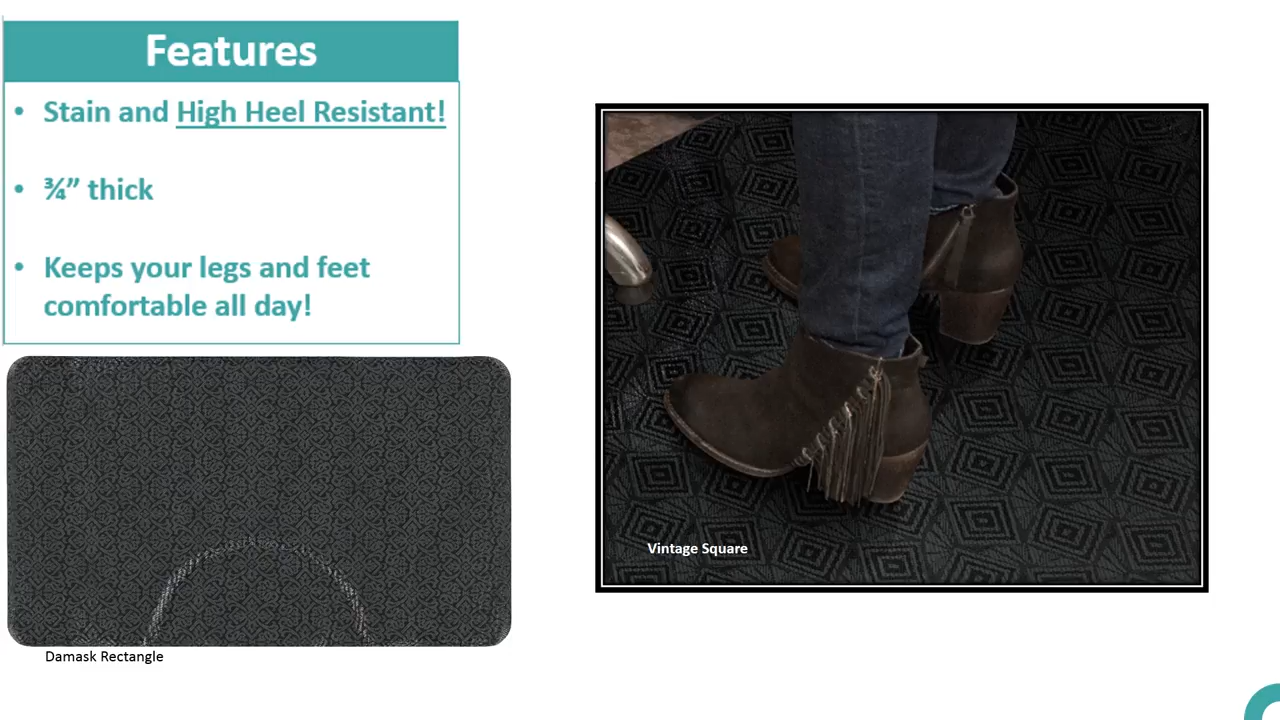 Features
• Stain and High Heel Resistant!
• ¾” thick
• Keeps your legs and feet
comfortable all day!
Vintage Square
Damask Rectangle